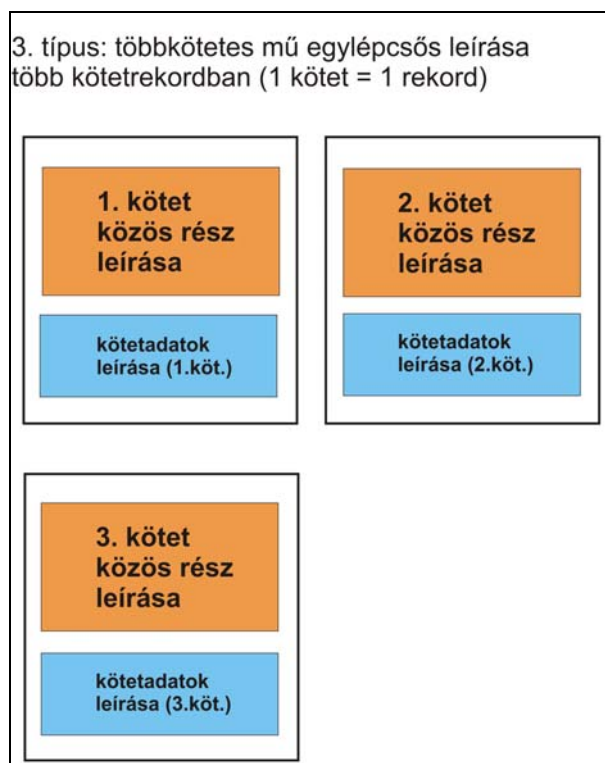 3. típus: többkötetes mű egylépcsős leírása
több kötetrekordban (1 kötet = 1 rekord)
1. kötet
közös rész
leírása
kötetadatok
leírása (1.köt.)
2. kötet
közös rész
leírása
kötetadatok
leírása (2.köt.)
3. kötet
közös rész
leírása
kötetadatok
leírása (3.köt.)